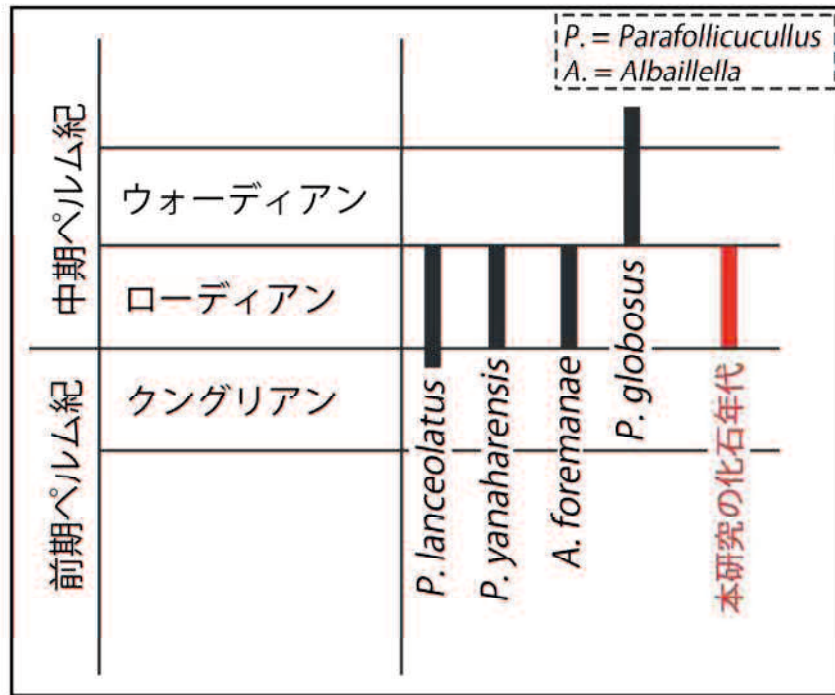 P. = Parafollicucullus
A. = Albaillella
中期ペルム紀
前期ペルム紀
ウォーディアン
ローディアン
クングリアン
P. lanceolatus
P. yanaharensis
A. foremanae
P. globosus
本研究の化石年代